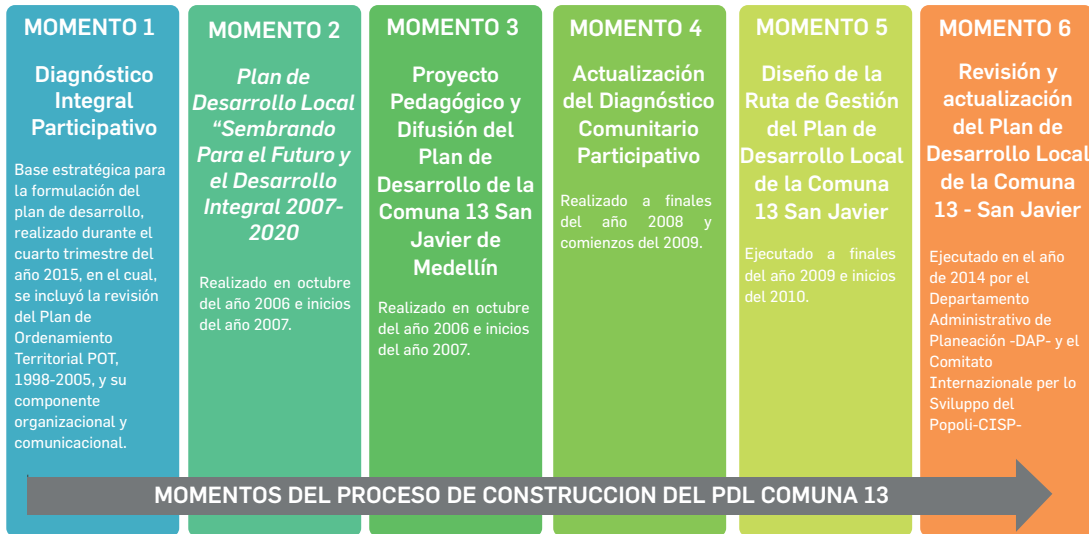 MOMENTO 1
Diagnóstico
Integral
Participativo
Base estratégica para
la formulación del
plan de desarrollo,
realizado durante el
cuarto trimestre del
año 2015, en el cual,
se incluyó la revisión
del Plan de
Ordenamiento
Territorial POT,
1998-2005, y su
componente
organizacional y
comunicacional.
MOMENTO 2
Plan de
Desarrollo Local
“Sembrando
Para el Futuro y
el Desarrollo
Integral 2007-
2020
Realizado en octubre
del año 2006 e inicios
del año 2007.
MOMENTO 3
Proyecto
Pedagógico y
Difusión del
Plan de
Desarrollo de la
Comuna 13 San
Javier de
Medellín
Realizado en octubre
del año 2006 e inicios
del año 2007.
MOMENTO 4
Actualización
del Diagnóstico
Comunitario
Participativo
Realizado a finales
del año 2008 y
comienzos del 2009.
MOMENTO 5
Diseño de la
Ruta de Gestión
del Plan de
Desarrollo Local
de la Comuna
13 San Javier
Ejecutado a finales
del año 2009 e inicios
del 2010.
MOMENTO 6
Revisión y
actualización
del Plan de
Desarrollo Local
de la Comuna
13 - San Javier
Ejecutado en el año
de 2014 por el
Departamento
Administrativo de
Planeación -DAP- y el
Comitato
Internazionale per lo
Sviluppo del
Popoli-CISP-
MOMENTOS DEL PROCESO DE CONSTRUCCION DEL PDL COMUNA 13